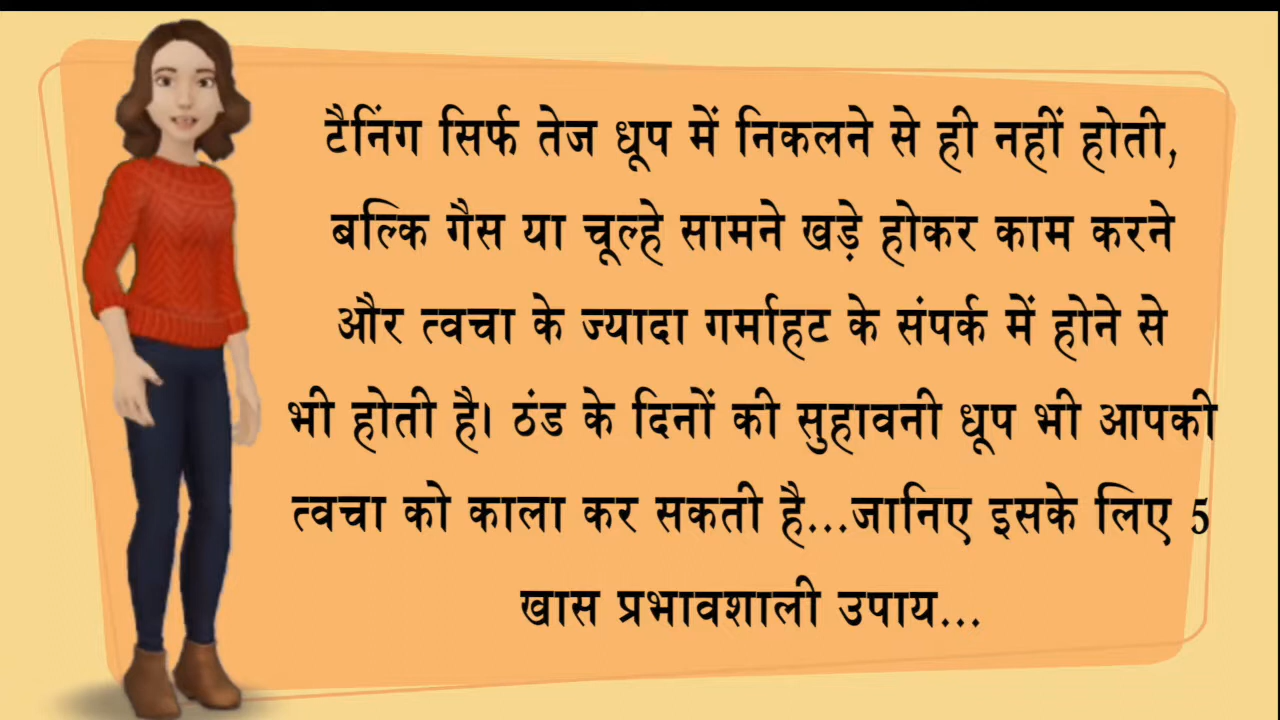 टैनिंग सिर्फ तेज धूप में निकलने से ही नहीं होती,
बल्कि गैस या चूल्हे सामने खड़े होकर काम करने
और त्वचा के ज्यादा गर्माहट के संपर्क में होने से
भी होती है। ठंड के दिनों की सुहावनी धूप भी आपकी
त्वचा को काला कर सकती है...जानिए इसके लिए 5
खास प्रभावशाली उपाय...